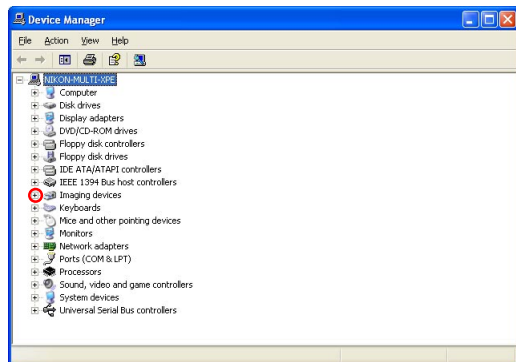 Device Manager
File Action View Help
NIKON-MULTI-XPE
Computer
Disk drives
Display adapters
DVD/CD-ROM drives
Floppy disk controllers
Floppy disk drives
IDE ATA/ATAPI controllers
IEEE 1394 Bus host controllers
Imaging devices
Keyboards
Mice and other pointing devices
Monitors
Network adapters
Ports (COM & LPT)
Processors
Sound, video and game controllers
System devices
Universal Serial Bus controllers